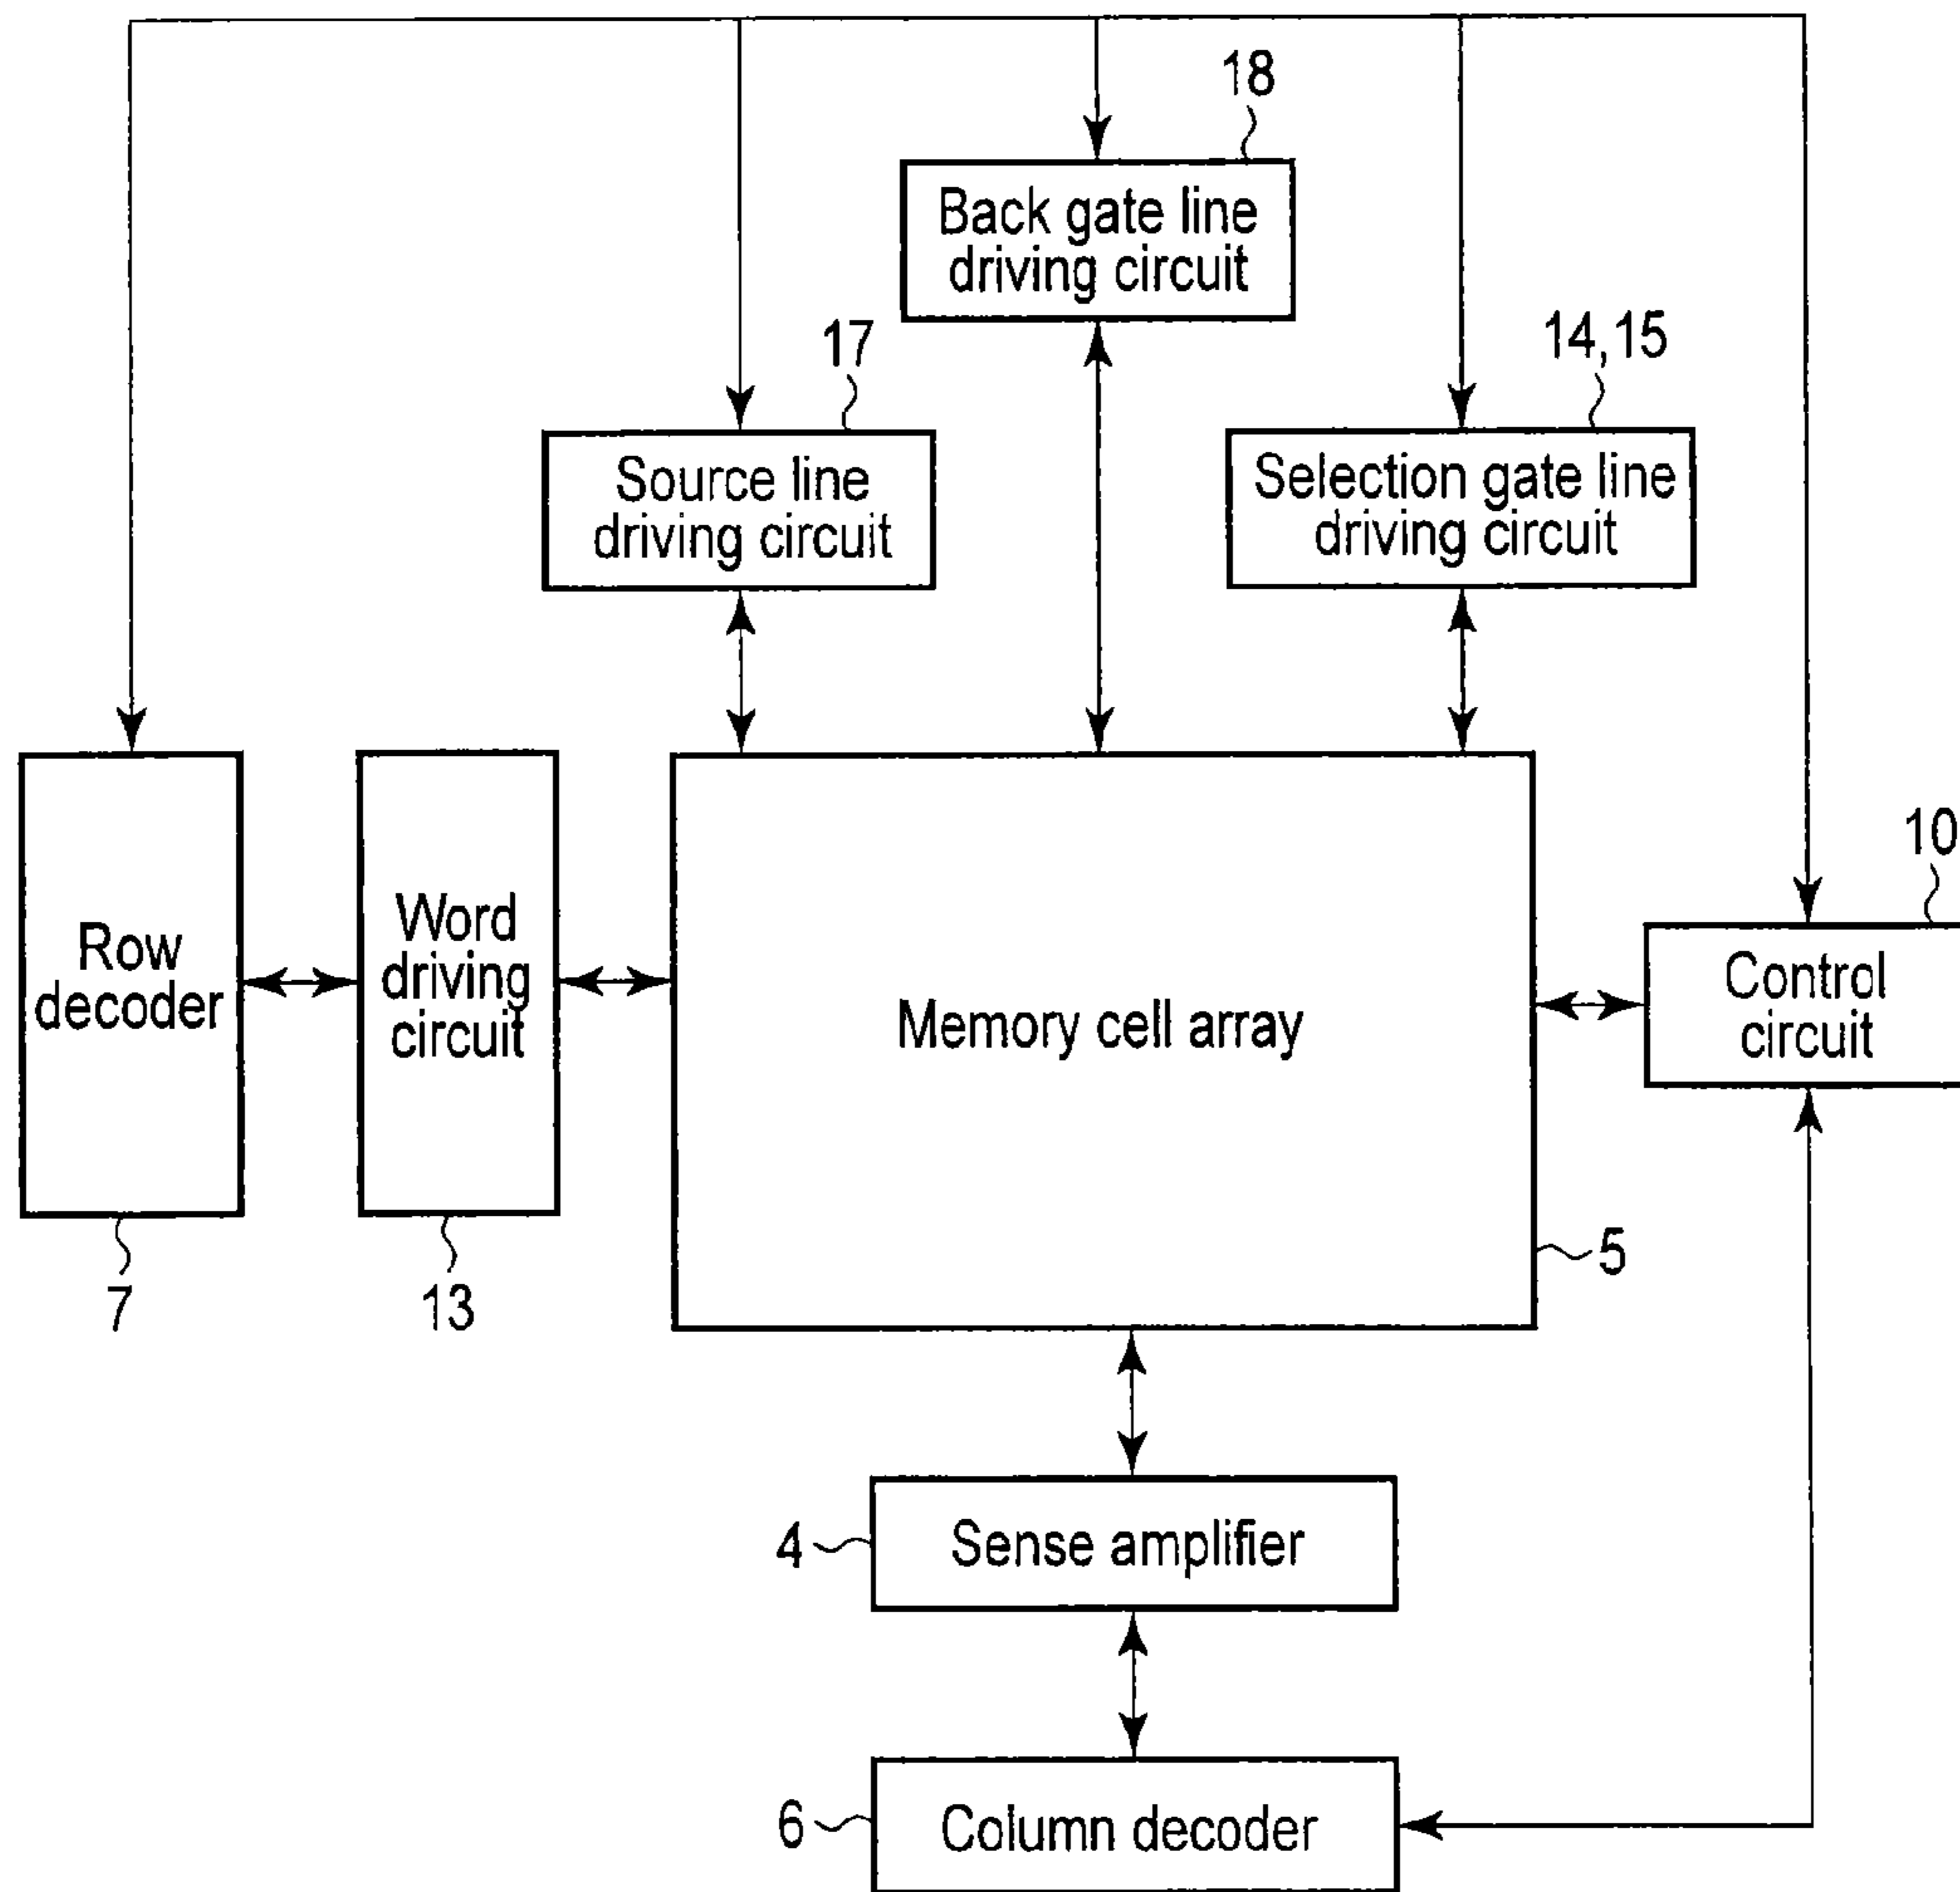 18
Back gate line
driving circuit
17
14,15
Source line
driving circuit
Selection gate line
driving circuit
10
Row
decoder
Word
driving
circuit
Memory cell array
Control
circuit
5
7
13
4
Sense amplifier
6
Column decoder